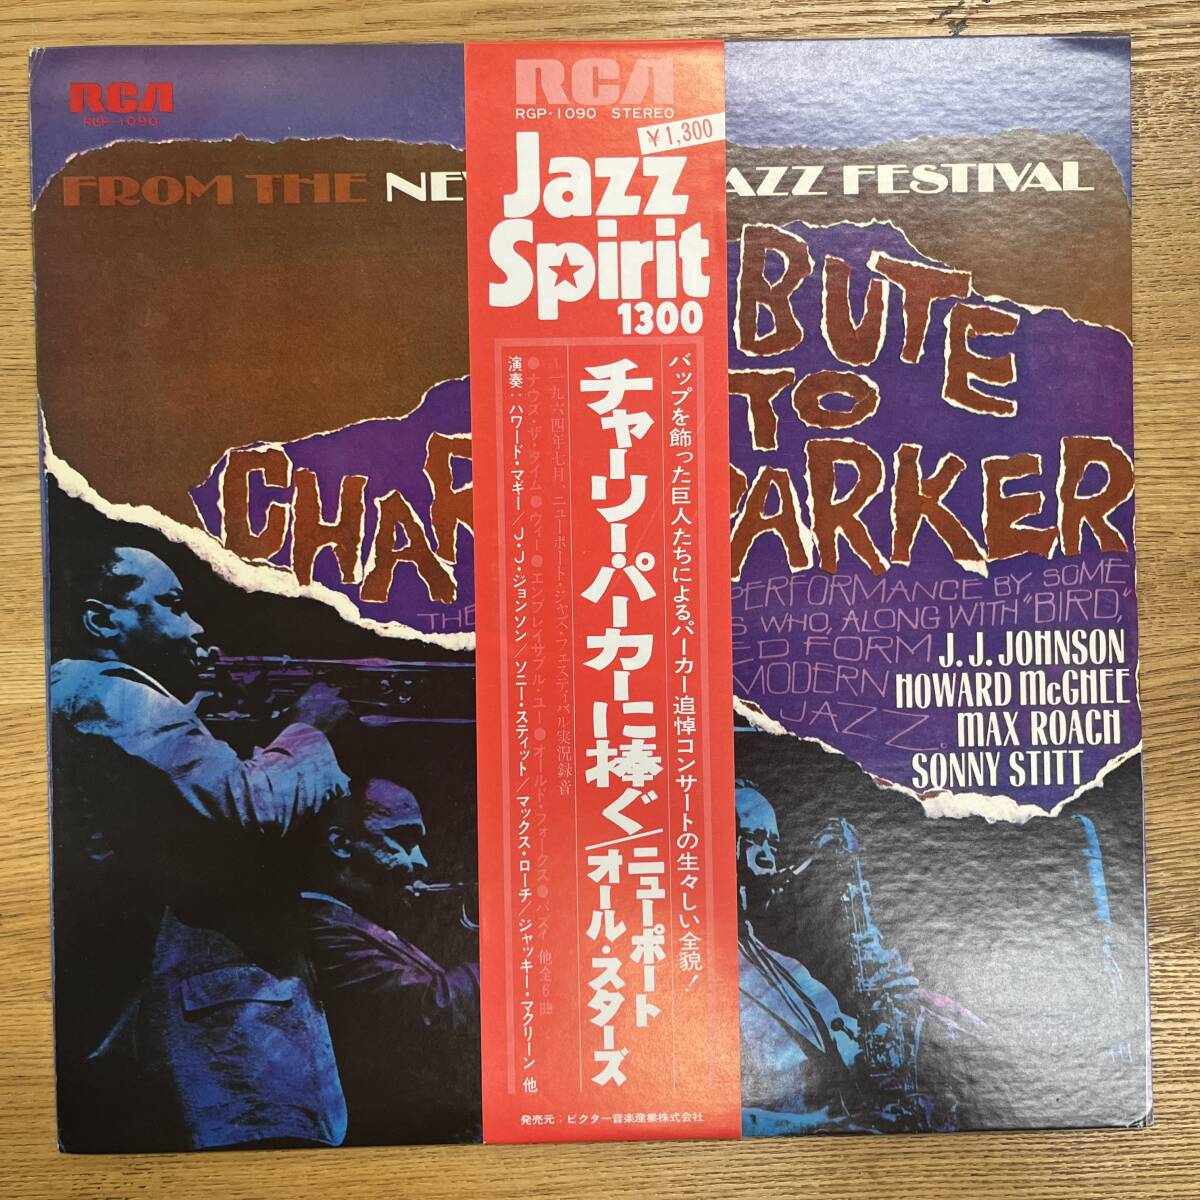 RCA
RGP-1090
FROM THE NEW
JAZZ FESTIVAL
BUTE
TO
CHAR
PARKER
THE
PERFORMANCE BY SOME
S WHO, ALONG WITH "BIRD,"
ED FORM
MODERN
JAZZ.
J. J. JOHNSON
HOWARD McGHEE
MAX ROACH
SONNY STITT
RCA
RGP-1090 STEREO
¥1,300
Jazz
Spirit
1300
バップを飾った巨人たちによるパーカー追悼コンサートの生々しい全貌!
チャーリー・パーカーに捧ぐ/ニューポート
オール・スターズ
一九六四年七月、ニューポート・ジャズ・フェスティバル実況録音
●ナウズ・ザ・タイム●ウィー●エンブレイサブル・ユー●オールド・フォークス●バズィ 他全6曲
演奏:ハワード・マギー/J・J・ジョンソン/ソニー・スティット/マックス・ローチ/ジャッキー・マクリーン 他
発売元:ビクター音楽産業株式会社